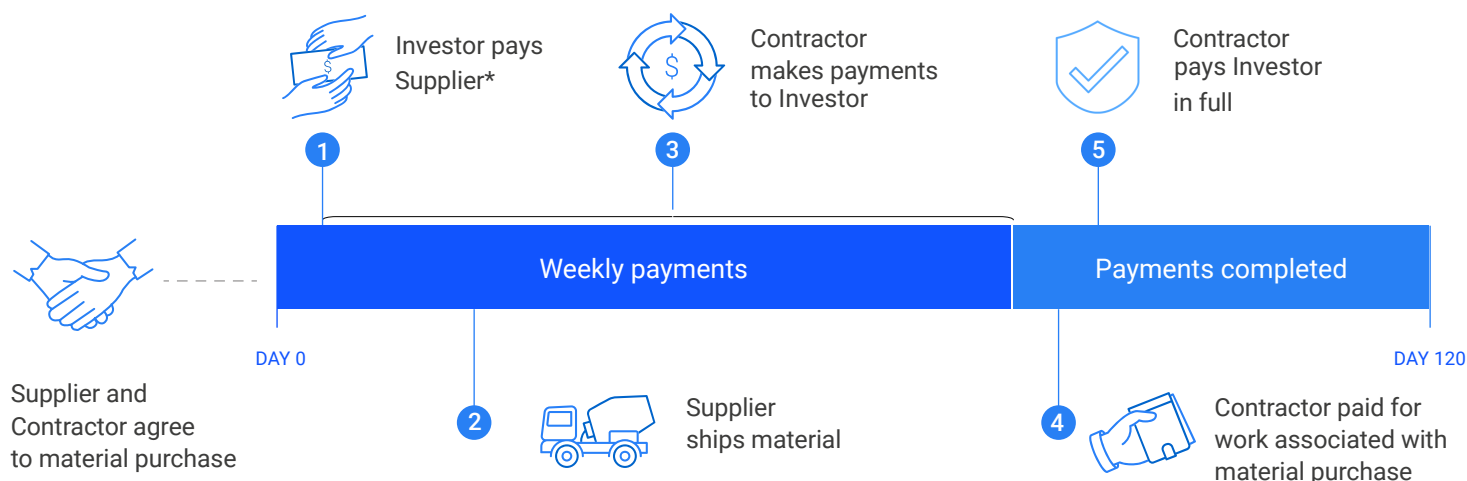 Investor pays
Supplier*
Contractor
makes payments
to Investor
Contractor
pays Investor
in full
1
3
5
$
$
Weekly payments
Payments completed
DAY 0
DAY 120
Supplier and
Contractor agree
to material purchase
2
Supplier
ships material
4
Contractor paid for
work associated with
material purchase